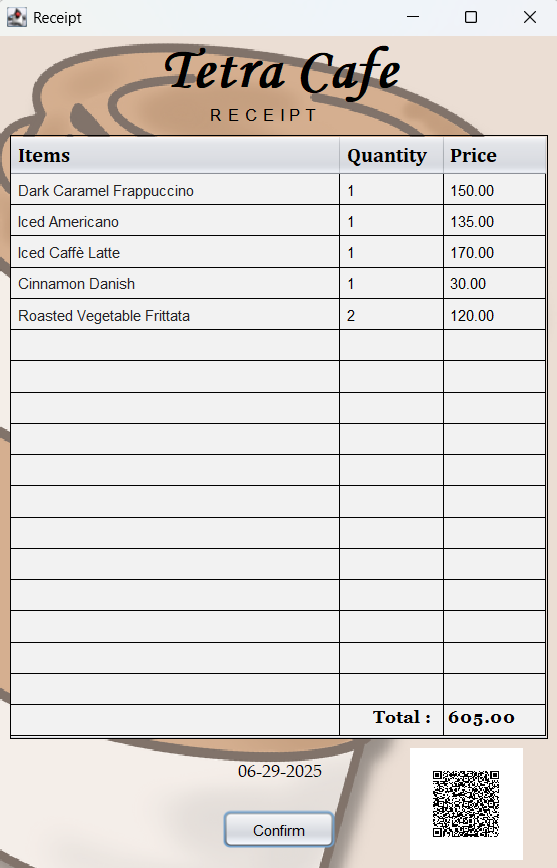 Receipt
Tetra Cafe
RECEIPT
Items Quantity Price
Dark Caramel Frappuccino 1 150.00
Iced Americano 1 135.00
Iced Caffè Latte 1 170.00
Cinnamon Danish 1 30.00
Roasted Vegetable Frittata 2 120.00
Total : 605.00
06-29-2025
Confirm